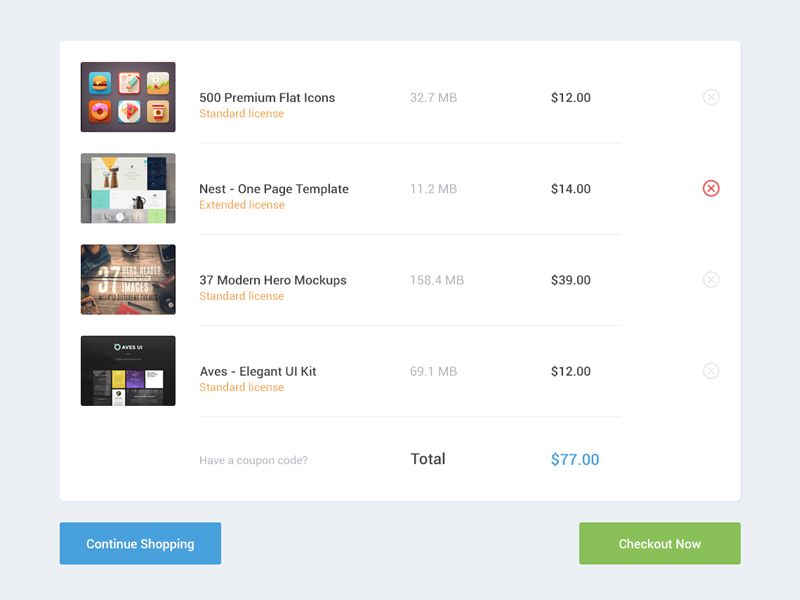 500 Premium Flat Icons
Standard license
32.7 MB
$12.00
Nest - One Page Template
Extended license
11.2 MB
$14.00
37
HERO HEADER
IMAGES
37 Modern Hero Mockups
Standard license
158.4 MB
$39.00
AVES UI
Aves - Elegant UI Kit
Standard license
69.1 MB
$12.00
Have a coupon code?
Total
$77.00
Continue Shopping
Checkout Now